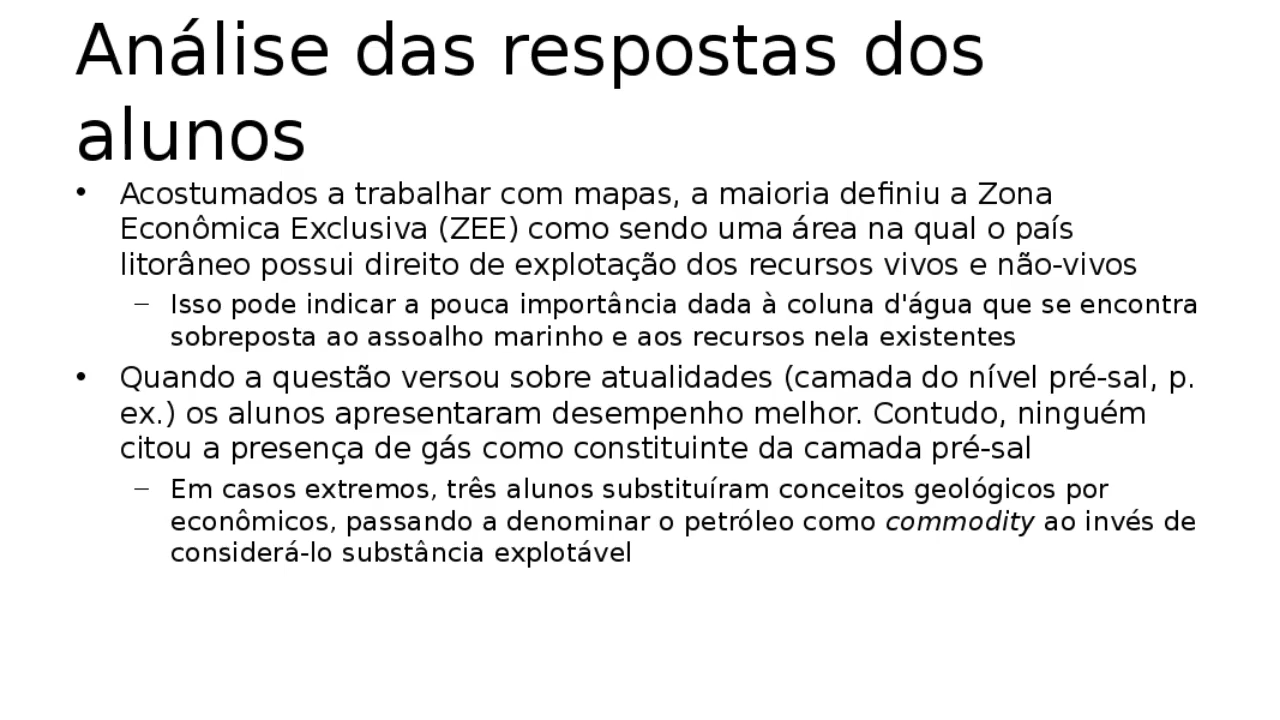 Análise das respostas dos
alunos
• Acostumados a trabalhar com mapas, a maioria definiu a Zona
Econômica Exclusiva (ZEE) como sendo uma área na qual o país
litorâneo possui direito de explotação dos recursos vivos e não-vivos
– Isso pode indicar a pouca importância dada à coluna d'água que se encontra
sobreposta ao assoalho marinho e aos recursos nela existentes
• Quando a questão versou sobre atualidades (camada do nível pré-sal, p.
ex.) os alunos apresentaram desempenho melhor. Contudo, ninguém
citou a presença de gás como constituinte da camada pré-sal
– Em casos extremos, três alunos substituíram conceitos geológicos por
econômicos, passando a denominar o petróleo como commodity ao invés de
considerá-lo substância explotável